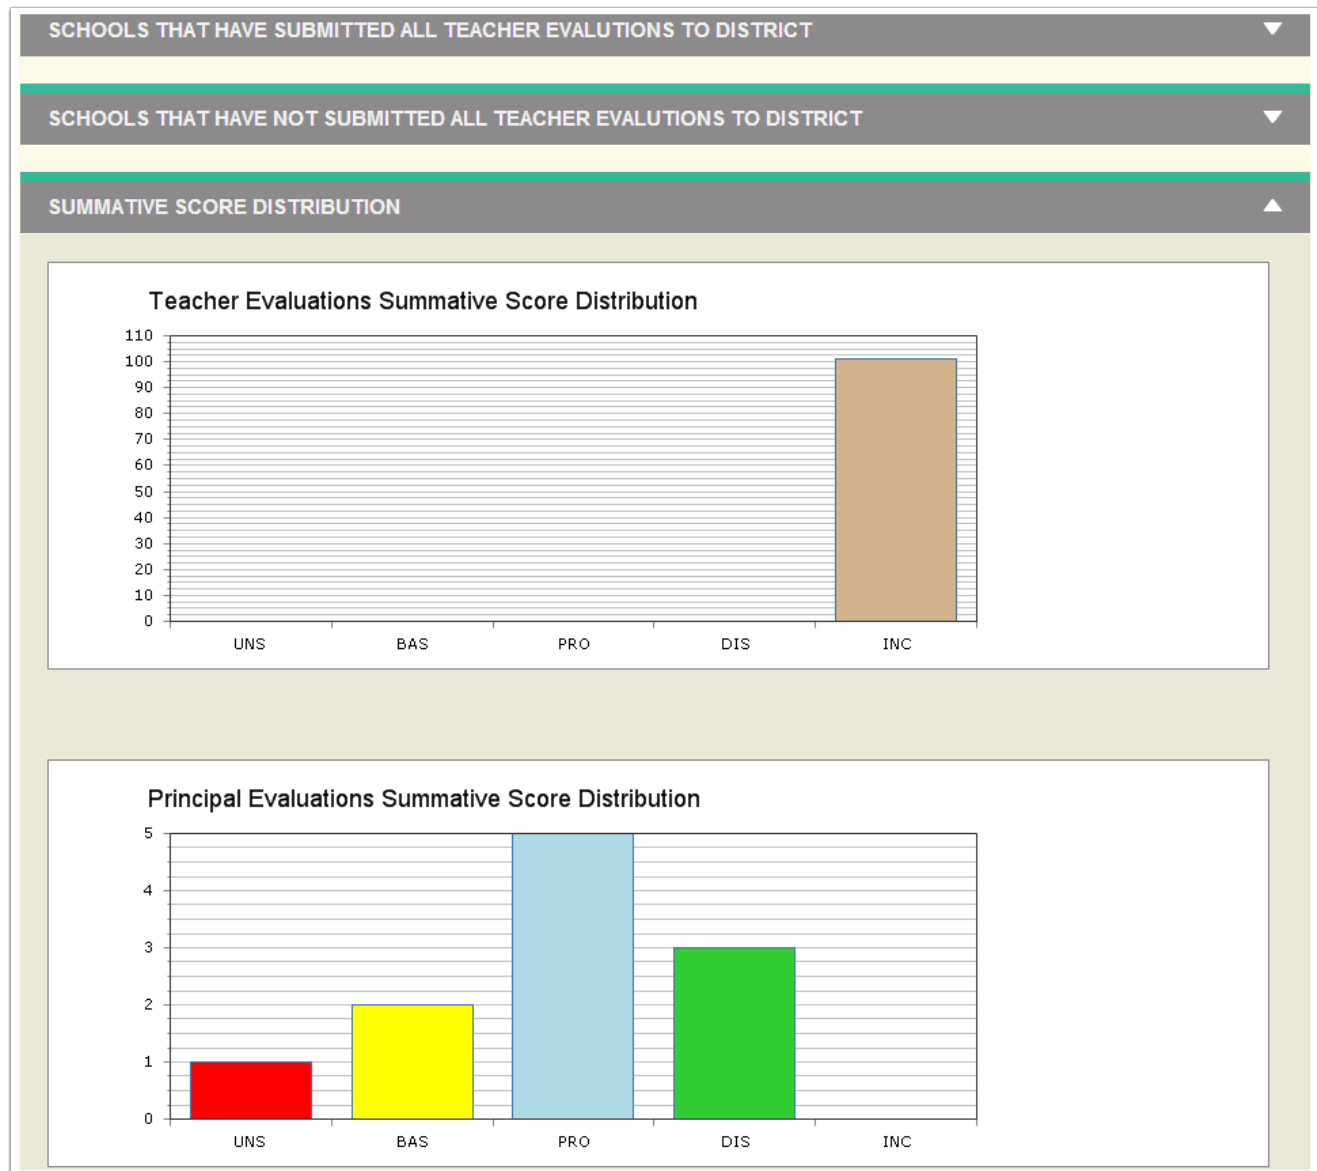 SCHOOLS THAT HAVE SUBMITTED ALL TEACHER EVALUTIONS TO DISTRICT
SCHOOLS THAT HAVE NOT SUBMITTED ALL TEACHER EVALUTIONS TO DISTRICT
SUMMATIVE SCORE DISTRIBUTION
Teacher Evaluations Summative Score Distribution
110
100
90
80
70
60
50
40
30
20
10
0
UNS BAS PRO DIS INC
Principal Evaluations Summative Score Distribution
5
4
3
2
1
0
UNS BAS PRO DIS INC